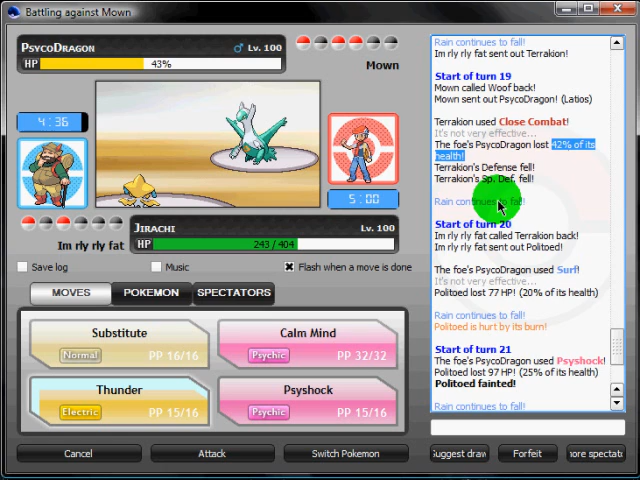 Battling against Mown
PsycoDragon ♂ Lv. 100
HP 43%
Mown
4:36
5:00
Jirachi Lv. 100
HP 243 / 404
Im rly rly fat
Save log
Music
Flash when a move is done
MOVES POKEMON SPECTATORS
Substitute
Normal PP 16/16
Calm Mind
Psychic PP 32/32
Thunder
Electric PP 15/16
Psyshock
Psychic PP 15/16
Cancel Attack Switch Pokemon
Rain continues to fall!
Im rly rly fat sent out Terrakion!
Start of turn 19
Mown called Woof back!
Mown sent out PsycoDragon! (Latios)
Terrakion used Close Combat!
It's not very effective...
The foe's PsycoDragon lost 42% of its
health!
Terrakion's Defense fell!
Terrakion's Sp. Def. fell!
Rain continues to fall!
Start of turn 20
Im rly rly fat called Terrakion back!
Im rly rly fat sent out Politoed!
The foe's PsycoDragon used Surf!
It's not very effective...
Politoed lost 77 HP! (20% of its health)
Rain continues to fall!
Politoed is hurt by its burn!
Start of turn 21
The foe's PsycoDragon used Psyshock!
Politoed lost 97 HP! (25% of its health)
Politoed fainted!
Rain continues to fall!
Suggest draw Forfeit ore spectat